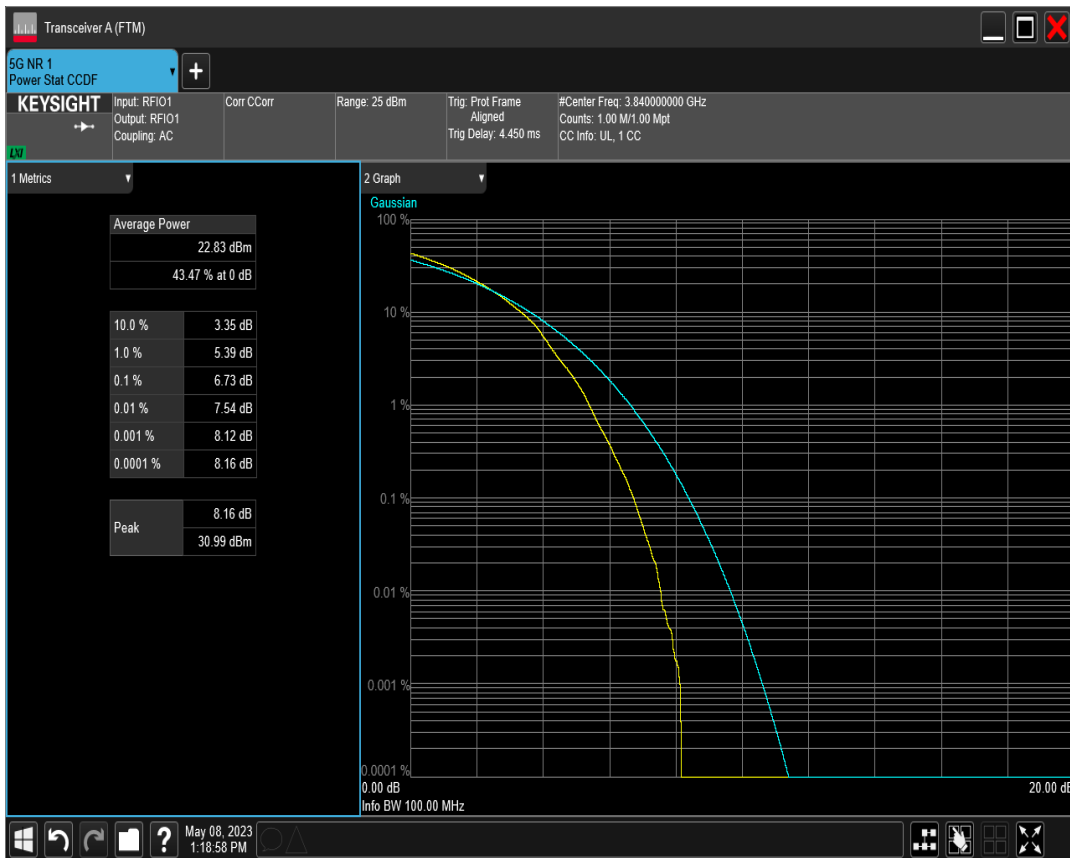 Transceiver A (FTM)
5G NR 1
Power Stat CCDF
+
KEYSIGHT
LXI
Input: RFIO1
Output: RFIO1
Coupling: AC
Corr CCorr
Range: 25 dBm
Trig: Prot Frame
Aligned
Trig Delay: 4.450 ms
#Center Freq: 3.840000000 GHz
Counts: 1.00 M/1.00 Mpt
CC Info: UL, 1 CC
1 Metrics
Average Power
22.83 dBm
43.47 % at 0 dB
10.0 % 3.35 dB
1.0 % 5.39 dB
0.1 % 6.73 dB
0.01 % 7.54 dB
0.001 % 8.12 dB
0.0001 % 8.16 dB
Peak
8.16 dB
30.99 dBm
2 Graph
Gaussian
100 %
10 %
1 %
0.1 %
0.01 %
0.001 %
0.0001 %
0.00 dB 20.00 dB
Info BW 100.00 MHz
?
May 08, 2023
1:18:58 PM